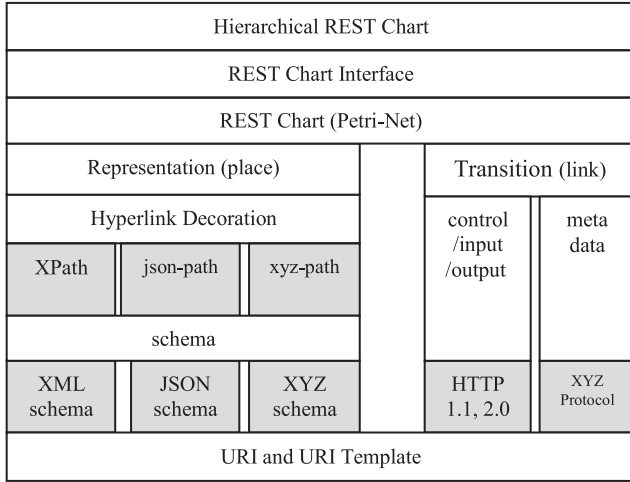 Hierarchical REST Chart
REST Chart Interface
REST Chart (Petri-Net)
Representation (place)
Transition (link)
Hyperlink Decoration
control
/input
/output
meta
data
XPath
json-path
xyz-path
schema
XML
schema
JSON
schema
XYZ
schema
HTTP
1.1, 2.0
XYZ
Protocol
URI and URI Template